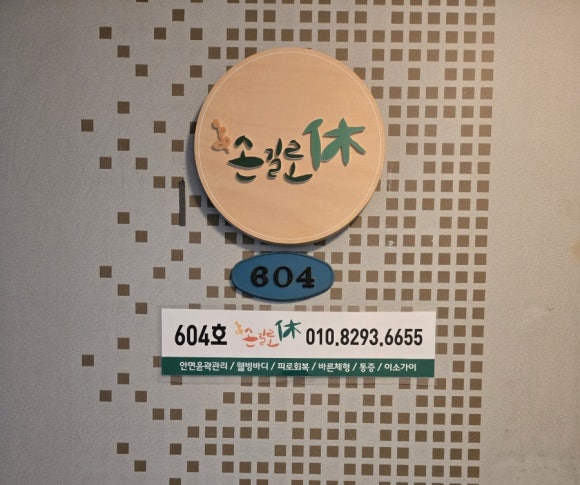 손길로休
604
604호 손길로休 010.8293.6655
안면윤곽관리 / 웰빙바디 / 피로회복 / 바른체형 / 통증 / 이소가이